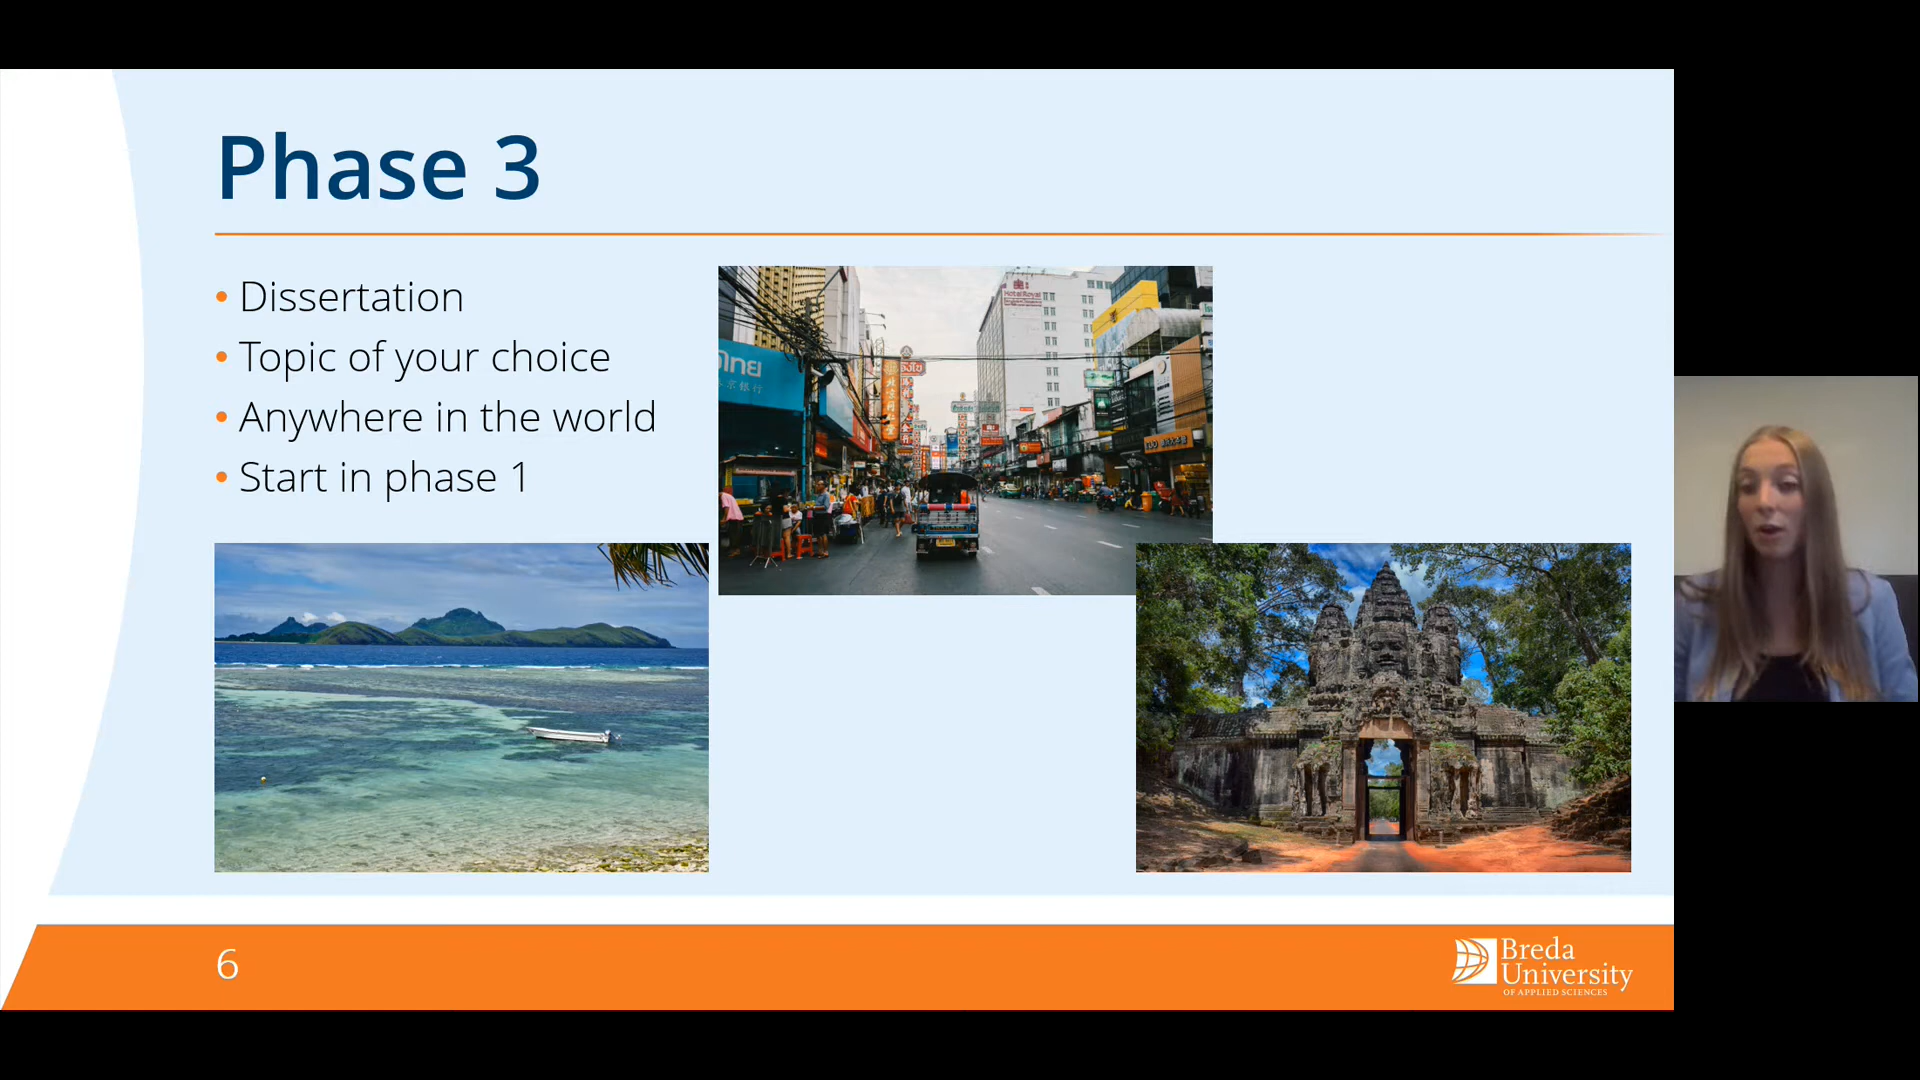 Phase 3
• Dissertation
• Topic of your choice
• Anywhere in the world
• Start in phase 1
6
Breda
University
OF APPLIED SCIENCES